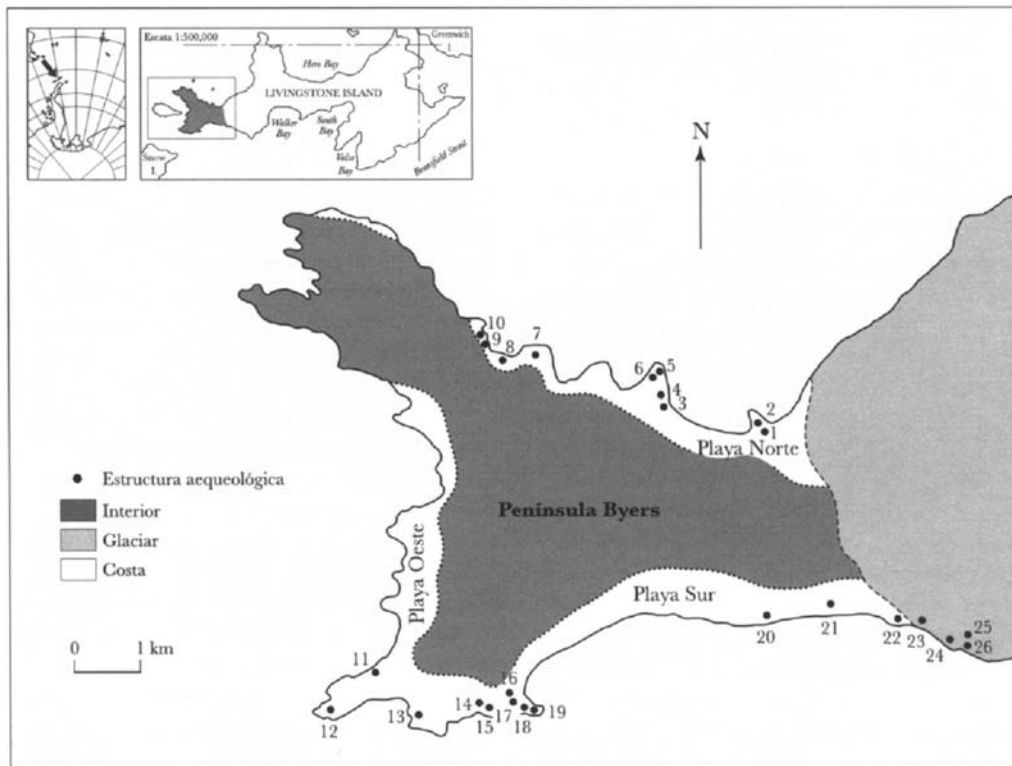 Escata 1:500,000
Greenwich
I.
Hero Bay
LIVINGSTONE ISLAND
Walker
Bay
South
Bay
False
Bay
Bransfield Strait
Snow
I.
N
10
9
8
7
6
5
4
3
2
1
Playa Norte
Estructura aequeológica
Interior
Glaciar
Costa
Peninsula Byers
Playa Oeste
Playa Sur
0 1 km
11
12
13
14
15
16
17
18
19
20
21
22
23
24
25
26